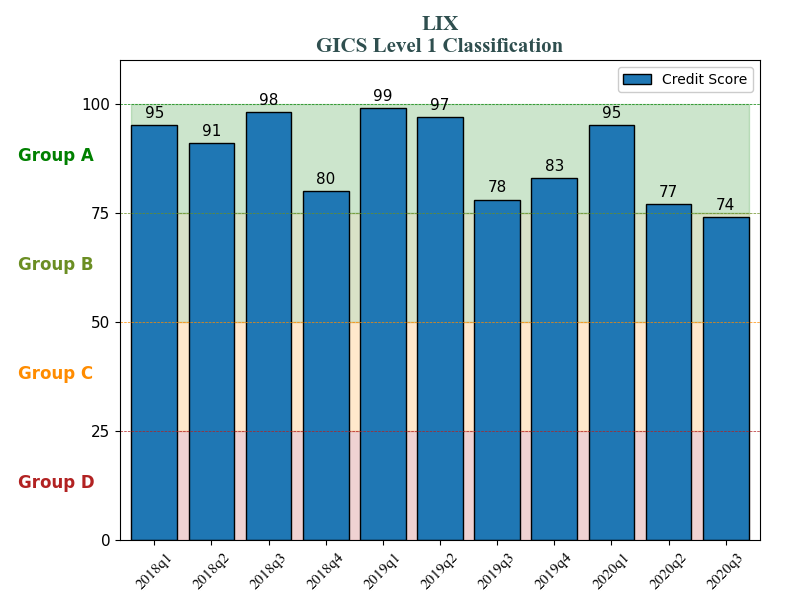 LIX
GICS Level 1 Classification
Credit Score
100
75
50
25
0
Group A
Group B
Group C
Group D
95
91
98
80
99
97
78
83
95
77
74
2018q1
2018q2
2018q3
2018q4
2019q1
2019q2
2019q3
2019q4
2020q1
2020q2
2020q3